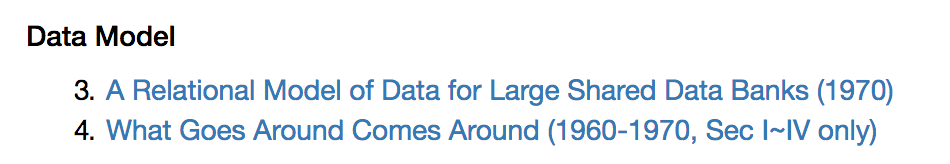 Data Model
3. A Relational Model of Data for Large Shared Data Banks (1970)
4. What Goes Around Comes Around (1960-1970, Sec I~IV only)